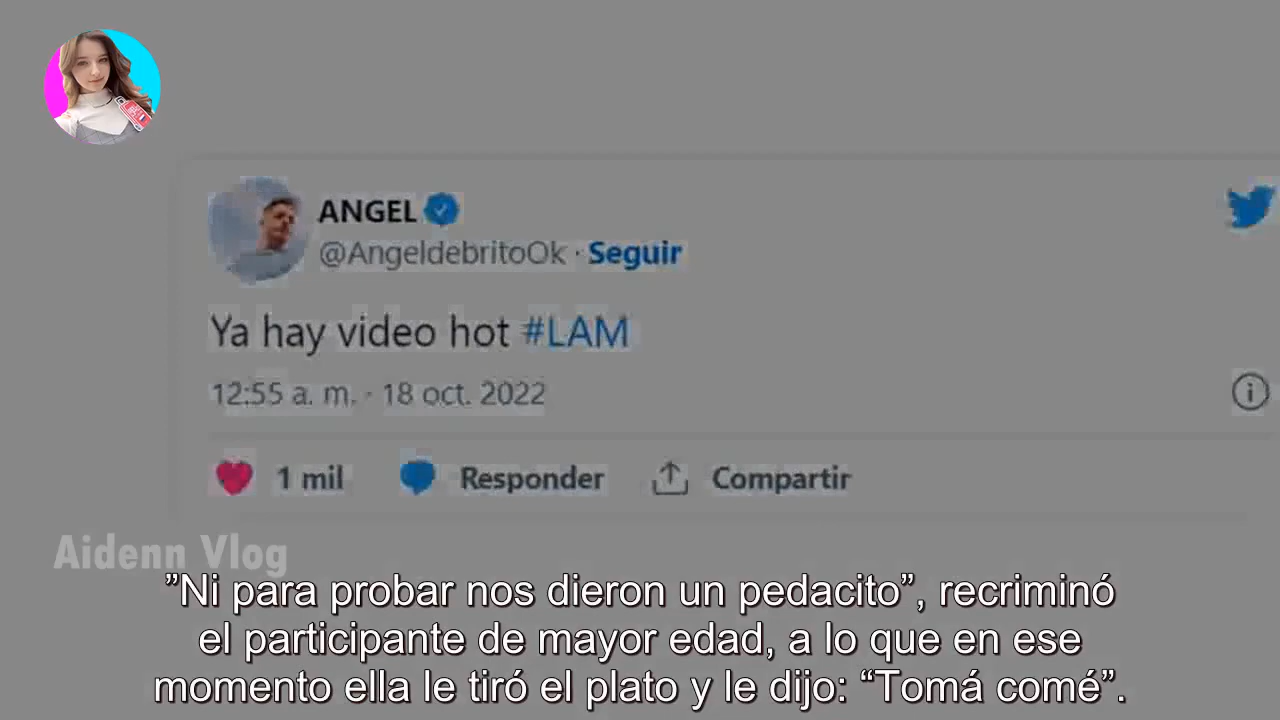 ANGEL
@AngeldebritoOk · Seguir
Ya hay video hot #LAM
12:55 a. m. · 18 oct. 2022
1 mil Responder Compartir
Aidenn Vlog
”Ni para probar nos dieron un pedacito”, recriminó
el participante de mayor edad, a lo que en ese
momento ella le tiró el plato y le dijo: “Tomá comé”.